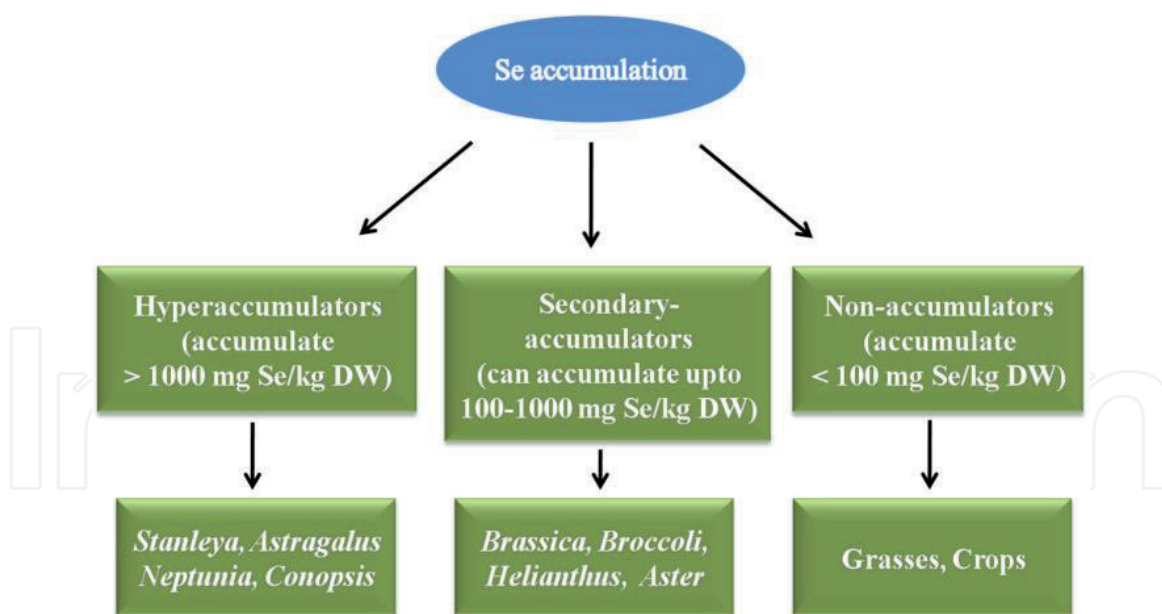 Se accumulation
Hyperaccumulators
(accumulate
> 1000 mg Se/kg DW)
Secondary-
accumulators
(can accumulate upto
100-1000 mg Se/kg DW)
Non-accumulators
(accumulate
< 100 mg Se/kg DW)
Stanleya, Astragalus
Neptunia, Conopsis
Brassica, Broccoli,
Helianthus, Aster
Grasses, Crops